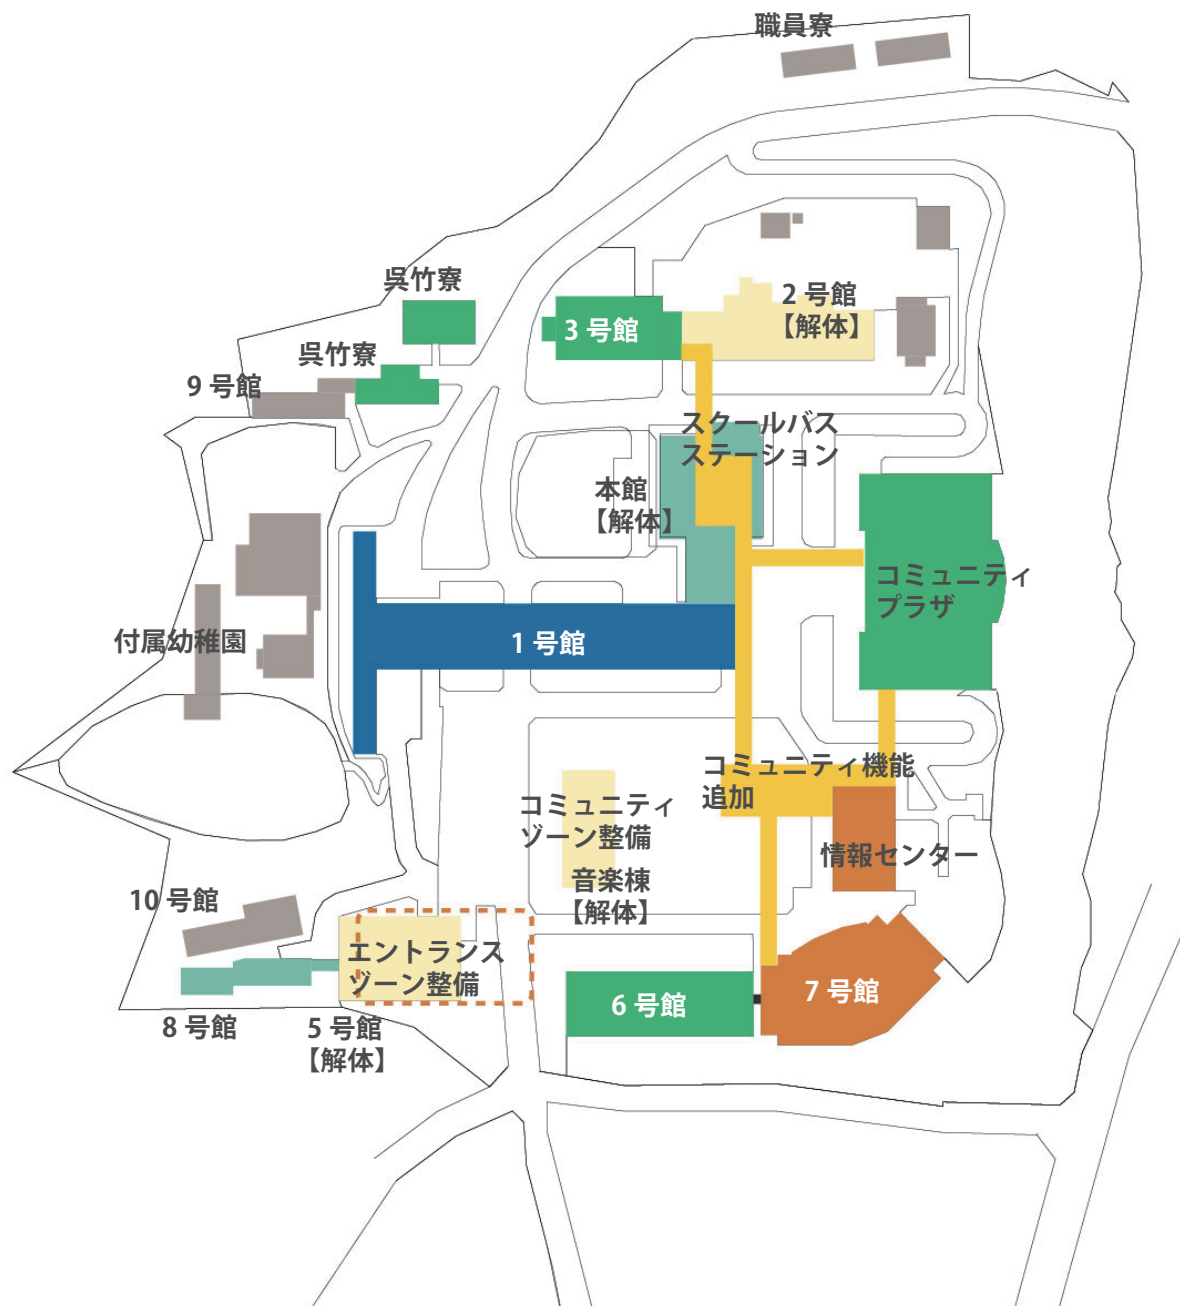 職員寮
呉竹寮
2 号館
【解体】
3 号館
呉竹寮
9 号館
スクールバス
ステーション
本館
【解体】
コミュニティ
プラザ
付属幼稚園
1 号館
コミュニティ機能
追加
コミュニティ
ゾーン整備
情報センター
音楽棟
【解体】
10 号館
エントランス
ゾーン整備
7 号館
6 号館
8 号館
5 号館
【解体】